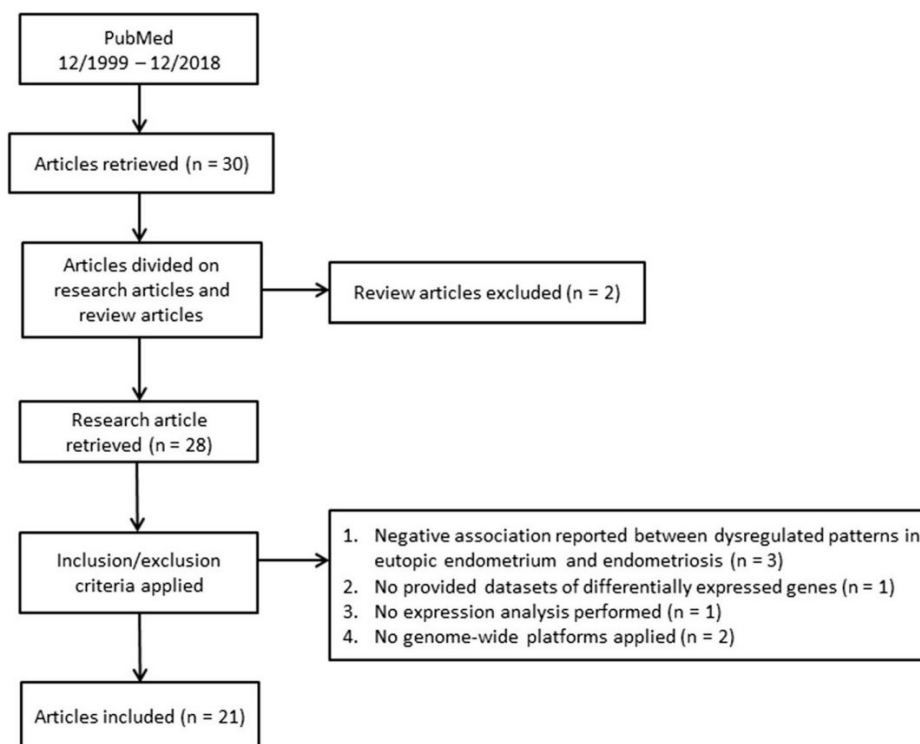 PubMed
12/1999 – 12/2018
Articles retrieved (n = 30)
Articles divided on
research articles and
review articles
Review articles excluded (n = 2)
Research article
retrieved (n = 28)
Inclusion/exclusion
criteria applied
1. Negative association reported between dysregulated patterns in
eutopic endometrium and endometriosis (n = 3)
2. No provided datasets of differentially expressed genes (n = 1)
3. No expression analysis performed (n = 1)
4. No genome-wide platforms applied (n = 2)
Articles included (n = 21)